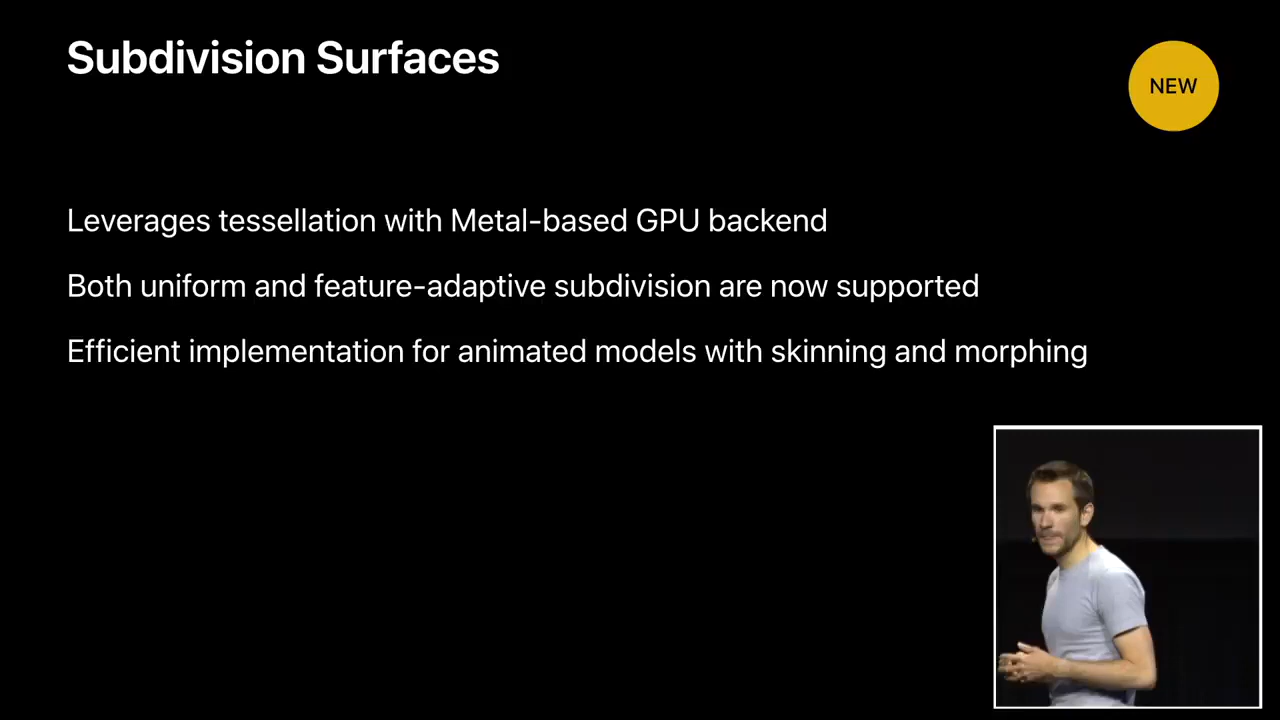 Subdivision Surfaces
NEW
Leverages tessellation with Metal-based GPU backend
Both uniform and feature-adaptive subdivision are now supported
Efficient implementation for animated models with skinning and morphing